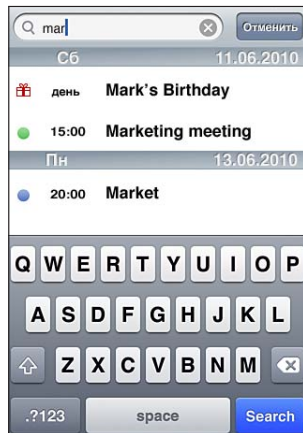 mar
Отменить
Сб 11.06.2010
день Mark's Birthday
15:00 Marketing meeting
Пн 13.06.2010
20:00 Market
Q W E R T Y U I O P
A S D F G H J K L
Z X C V B N M
.?123 space Search